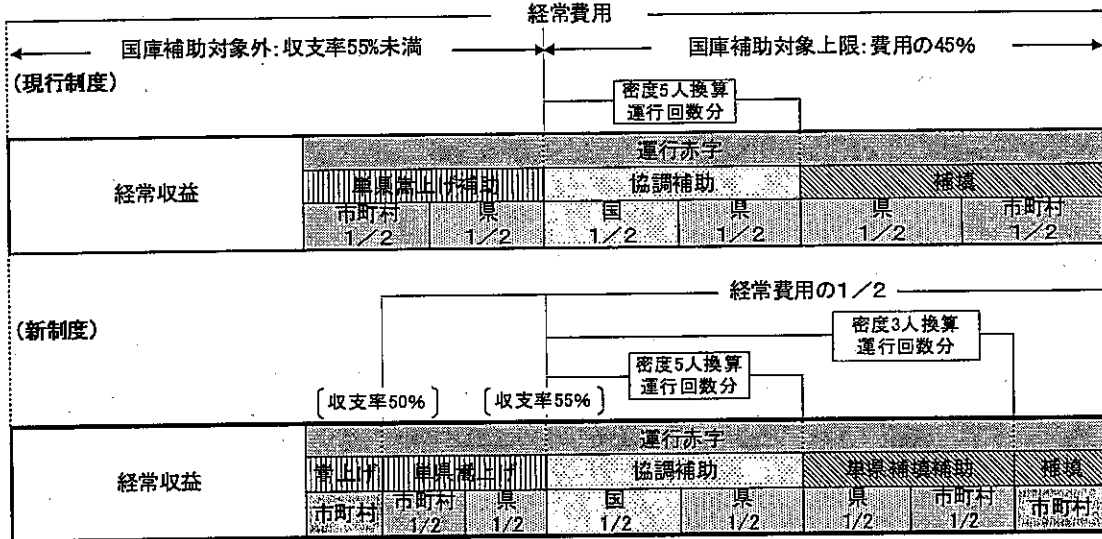 経常費用
国庫補助対象外：収支率55％未満
国庫補助対象上限：費用の45％
（現行制度）
密度5人換算
運行回数分
経常収益
運行赤字
単県嵩上げ補助
協調補助
補填
市町村
1／2
県
1／2
国
1／2
県
1／2
県
1／2
市町村
1／2
経常費用の1／2
（新制度）
密度3人換算
運行回数分
密度5人換算
運行回数分
〔収支率50％〕
〔収支率55％〕
経常収益
運行赤字
嵩上げ
単県嵩上げ
協調補助
単県補填補助
補填
市町村
市町村
1/2
県
1/2
国
1/2
県
1/2
県
1/2
市町村
1/2
市町村